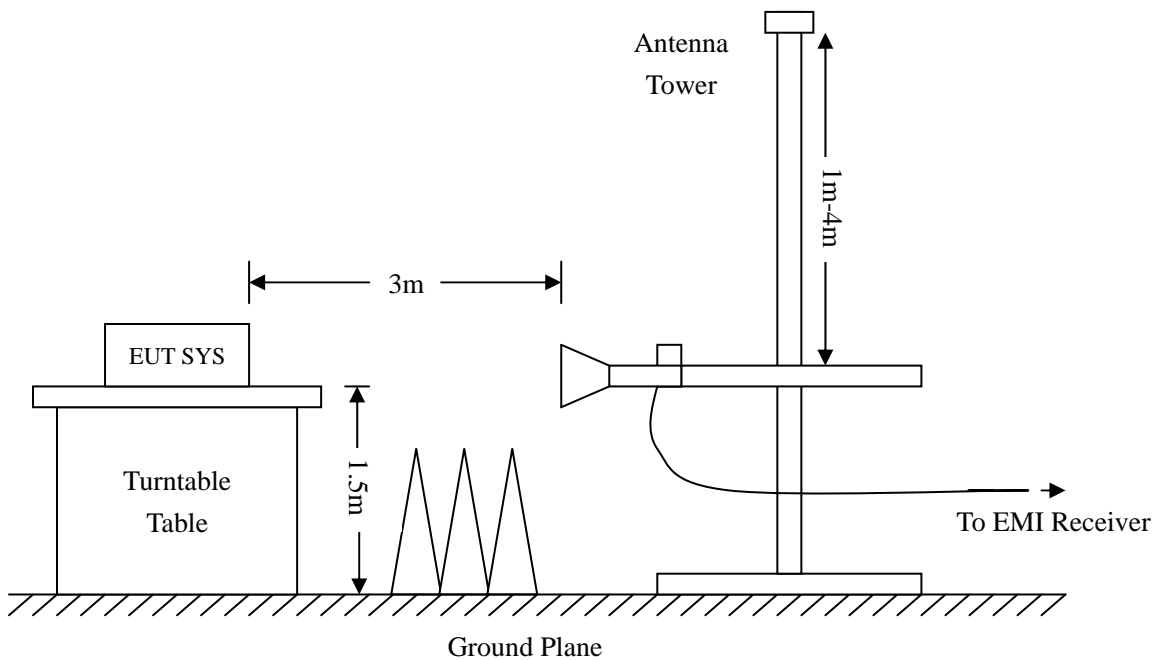 Antenna
Tower
1m-4m
3m
EUT SYS
1.5m
Turntable
Table
To EMI Receiver
Ground Plane